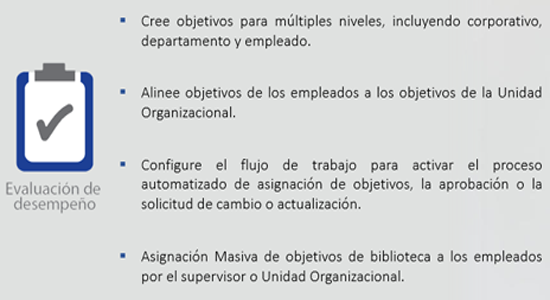 ▪ Cree objetivos para múltiples niveles, incluyendo corporativo,
departamento y empleado.
▪ Alinee objetivos de los empleados a los objetivos de la Unidad
Organizacional.
Evaluación de
desempeño
▪ Configure el flujo de trabajo para activar el proceso
automatizado de asignación de objetivos, la aprobación o la
solicitud de cambio o actualización.
▪ Asignación Masiva de objetivos de biblioteca a los empleados
por el supervisor o Unidad Organizacional.